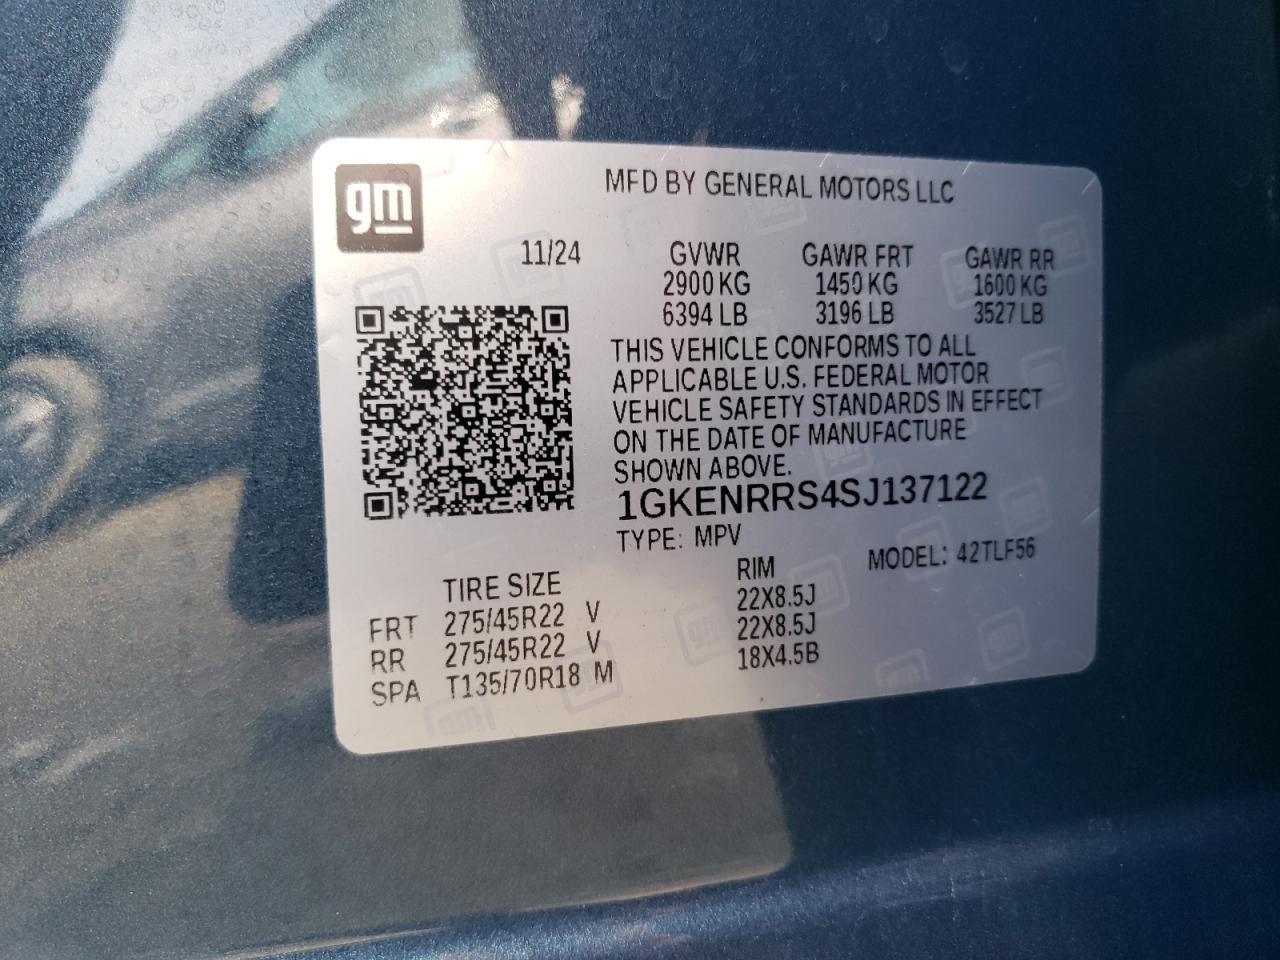 gm
MFD BY GENERAL MOTORS LLC
11/24 GVWR GAWR FRT GAWR RR
2900 KG 1450 KG 1600 KG
6394 LB 3196 LB 3527 LB
THIS VEHICLE CONFORMS TO ALL
APPLICABLE U.S. FEDERAL MOTOR
VEHICLE SAFETY STANDARDS IN EFFECT
ON THE DATE OF MANUFACTURE
SHOWN ABOVE.
1GKENRRS4SJ137122
TYPE: MPV MODEL: 42TLF56
TIRE SIZE RIM
FRT 275/45R22 V 22X8.5J
RR 275/45R22 V 22X8.5J
SPA T135/70R18 M 18X4.5B